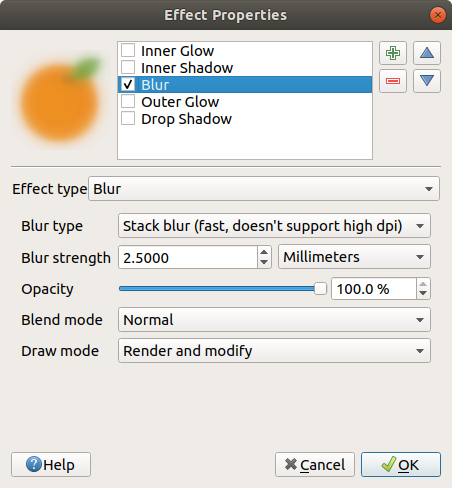 Effect Properties
Inner Glow
Inner Shadow
Blur
Outer Glow
Drop Shadow
Effect type Blur
Blur type Stack blur (fast, doesn't support high dpi)
Blur strength 2.5000 Millimeters
Opacity 100.0 %
Blend mode Normal
Draw mode Render and modify
Help Cancel OK